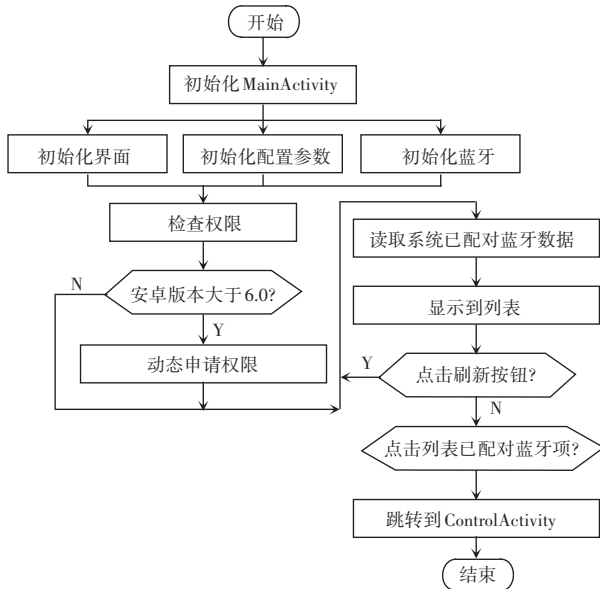 开始
初始化MainActivity
初始化界面
初始化配置参数
初始化蓝牙
检查权限
N
安卓版本大于6.0?
Y
动态申请权限
读取系统已配对蓝牙数据
显示到列表
Y
点击刷新按钮?
N
点击列表已配对蓝牙项?
跳转到ControlActivity
结束